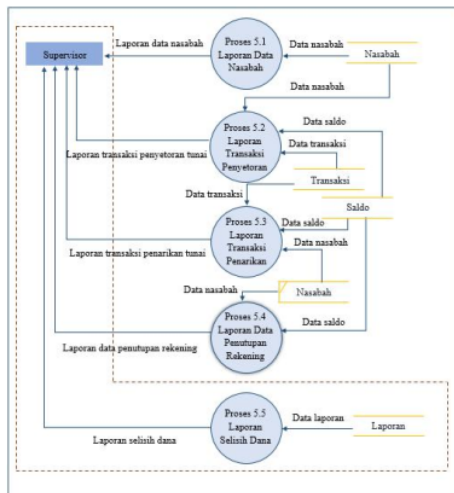 Laporan data nasabah
Supervisor
Proses 5.1
Laporan Data
Nasabah
Data nasabah
Nasabah
Data nasabah
Proses 5.2
Laporan
Transaksi
Penyetoran
Data saldo
Data transaksi
Laporan transaksi penyetoran tunai
Transaksi
Data transaksi
Saldo
Proses 5.3
Laporan
Transaksi
Penarikan
Data saldo
Data nasabah
Laporan transaksi penarikan tunai
Data nasabah
Nasabah
Proses 5.4
Laporan Data
Penutupan
Rekening
Data saldo
Laporan data penutupan rekening
Proses 5.5
Laporan
Selisih Dana
Data laporan
Laporan
Laporan selisih dana